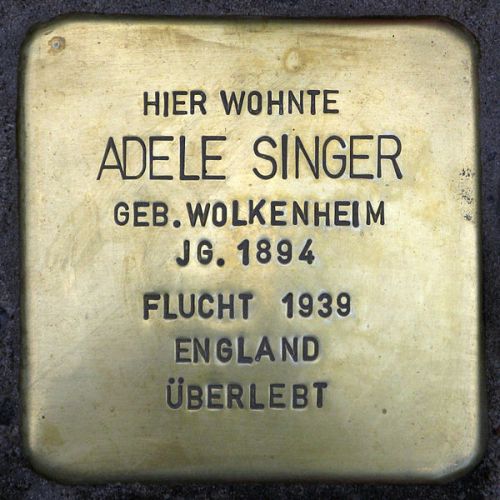 HIER WOHNTE
ADELE SINGER
GEB.WOLKENHEIM
JG. 1894
FLUCHT 1939
ENGLAND
ÜBERLEBT